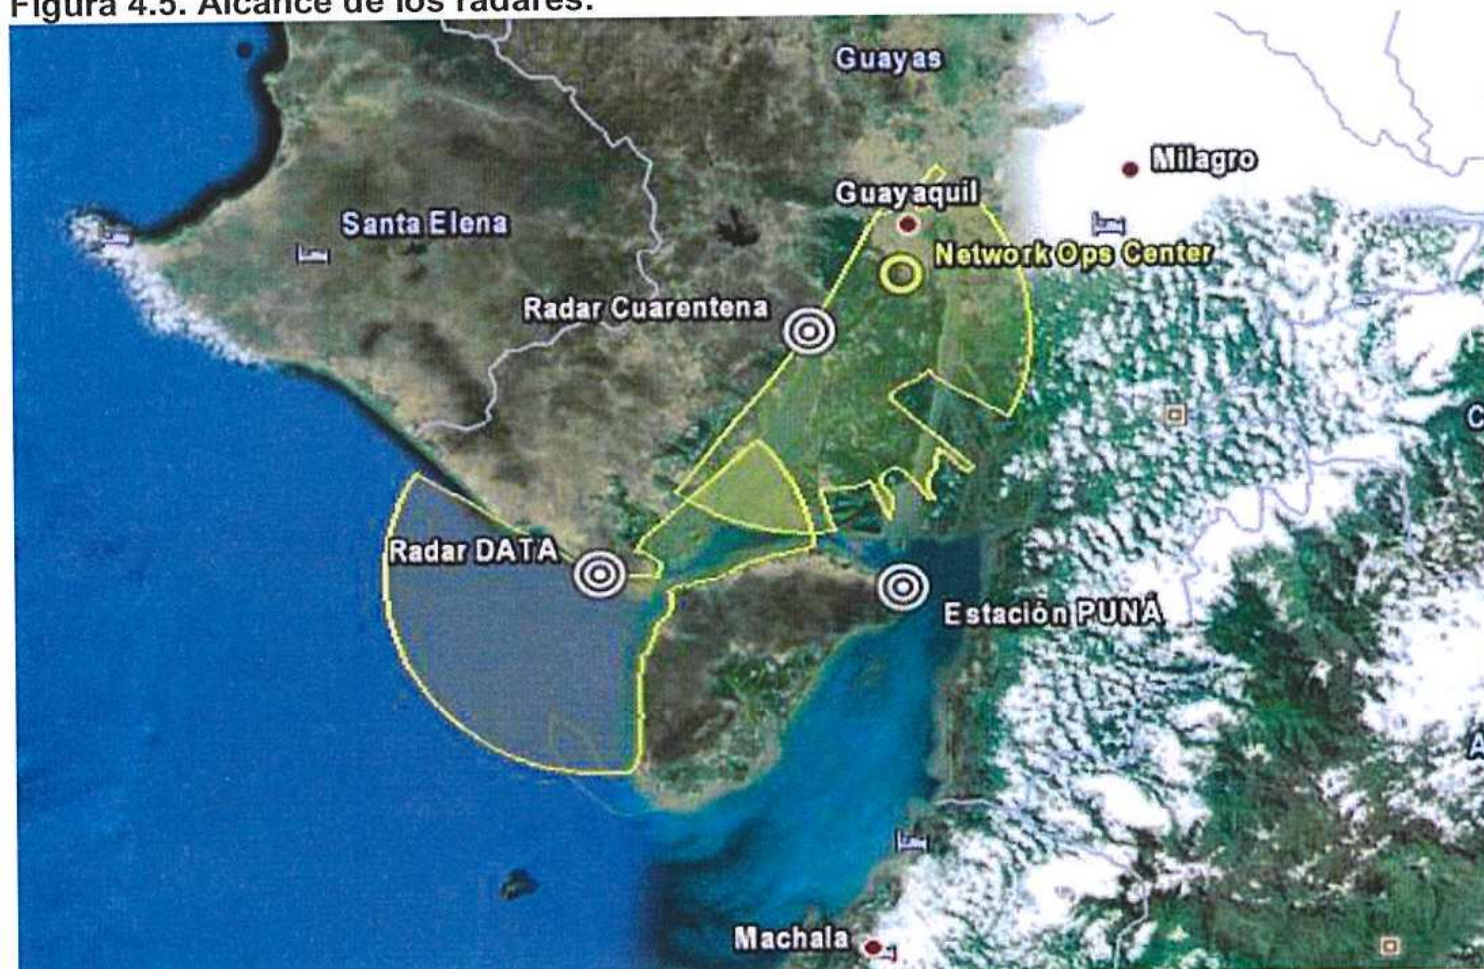 Figura 4.5. Alcance de los radares.
Guayas
Milagro
Guayaquil
Santa Elena
Network Ops Center
Radar Cuarentena
Radar DATA
Estación PUNÁ
Machala
C
A